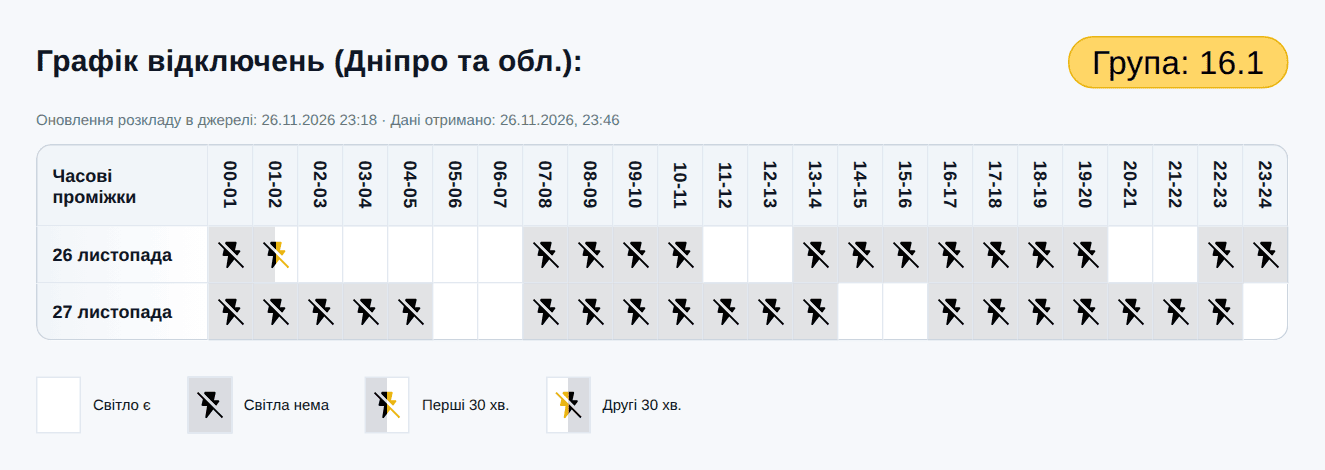 Графік відключень (Дніпро та обл.):
Група: 16.1
Оновлення розкладу в джерелі: 26.11.2026 23:18 · Дані отримано: 26.11.2026, 23:46
Часові
проміжки
00-01
01-02
02-03
03-04
04-05
05-06
06-07
07-08
08-09
09-10
10-11
11-12
12-13
13-14
14-15
15-16
16-17
17-18
18-19
19-20
20-21
21-22
22-23
23-24
26 листопада
27 листопада
Світло є
Світла нема
Перші 30 хв.
Другі 30 хв.